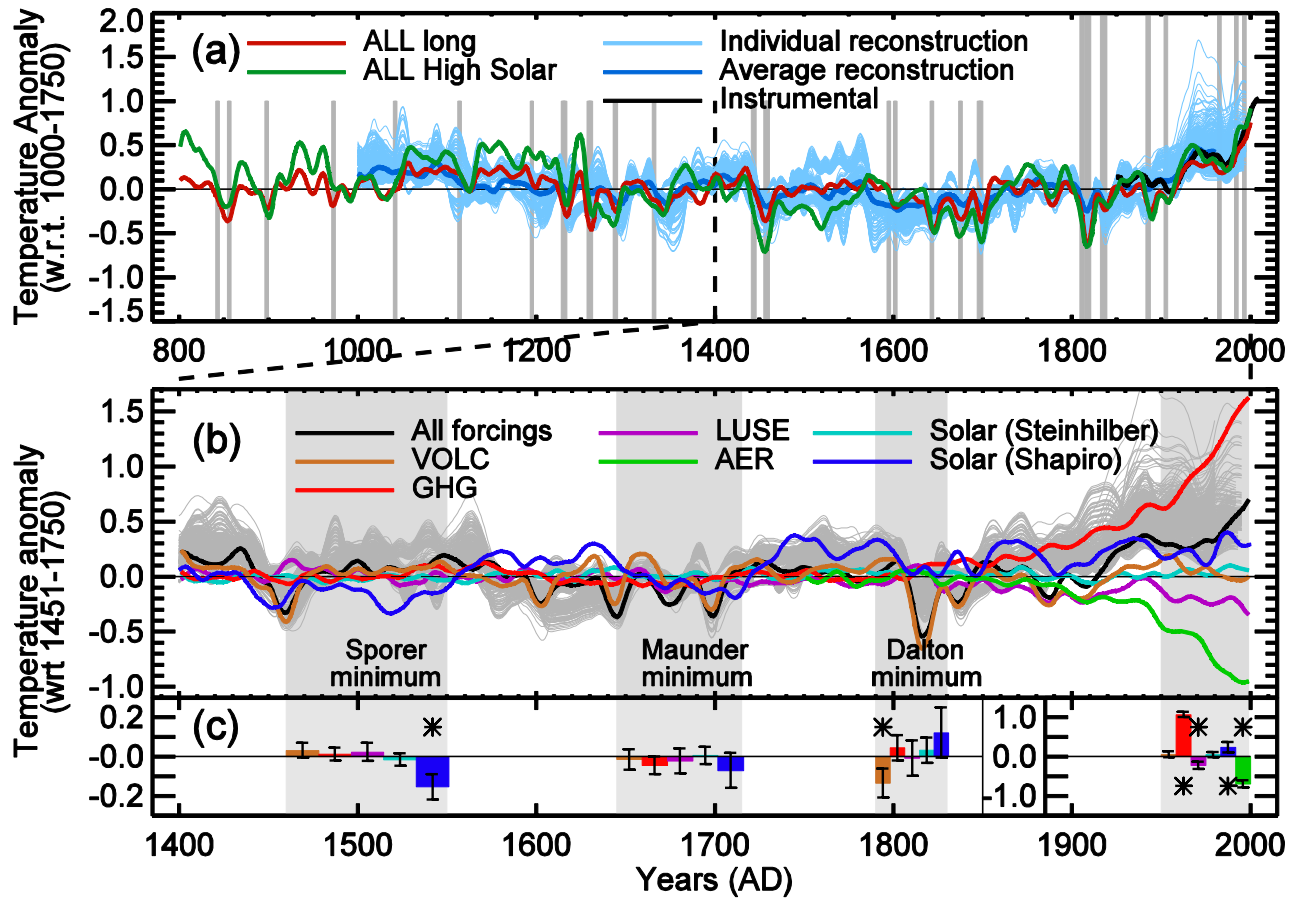 Temperature Anomaly
(w.r.t. 1000-1750)
2.0
1.5
1.0
0.5
0.0
-0.5
-1.0
-1.5
(a)
ALL long
ALL High Solar
Individual reconstruction
Average reconstruction
Instrumental
800 1000 1200 1400 1600 1800 2000
Temperature anomaly
(wrt 1451-1750)
1.5
1.0
0.5
0.0
-0.5
-1.0
(b)
All forcings
VOLC
GHG
LUSE
AER
Solar (Steinhilber)
Solar (Shapiro)
Sporer
minimum
Maunder
minimum
Dalton
minimum
(c)
0.2
-0.0
-0.2
1.0
0.0
-1.0
1400 1500 1600 1700 1800 1900 2000
Years (AD)